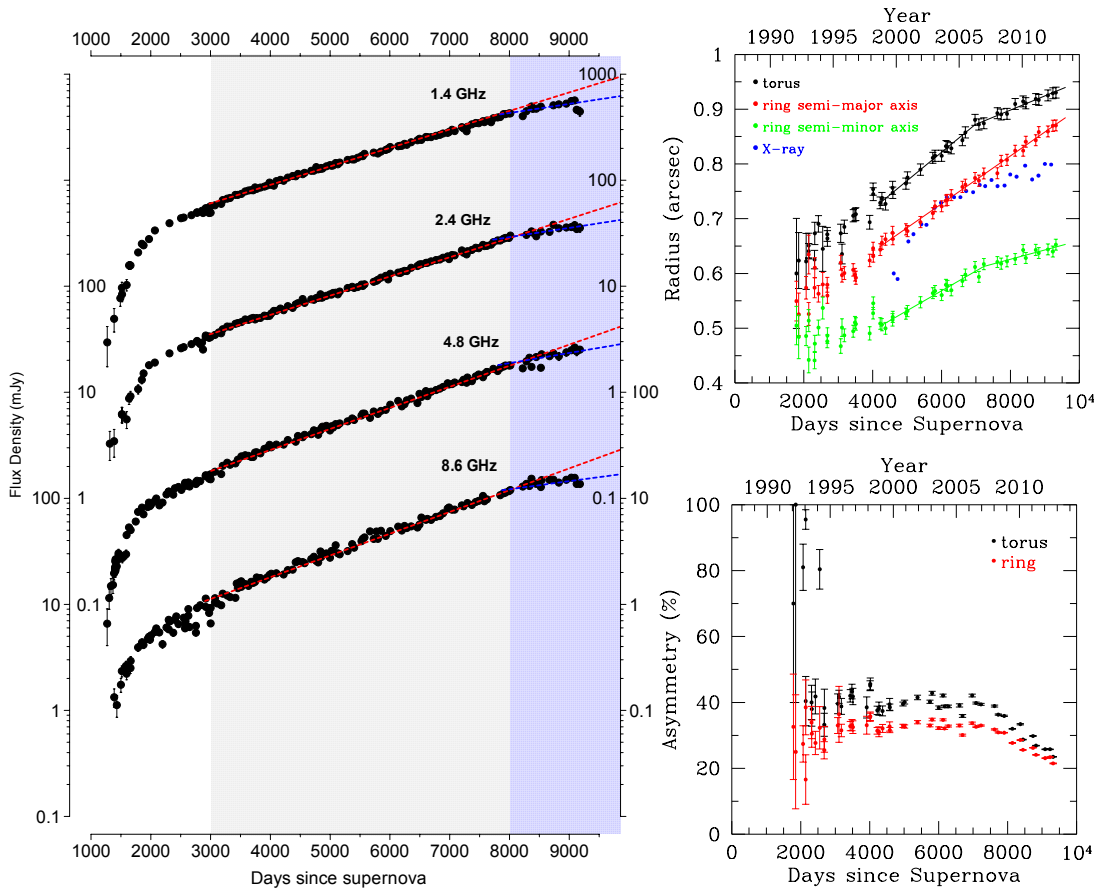 1000 2000 3000 4000 5000 6000 7000 8000 9000
1.4 GHz
2.4 GHz
4.8 GHz
8.6 GHz
100
10
100 1
10 0.1
1
0.1
Flux Density (mJy)
1000
100
10
1 100
0.1 10
1
0.1
1000 2000 3000 4000 5000 6000 7000 8000 9000
Days since supernova
Year
1990 1995 2000 2005 2010
1
0.9
0.8
0.7
0.6
0.5
0.4
Radius (arcsec)
torus
ring semi-major axis
ring semi-minor axis
X-ray
0 2000 4000 6000 8000 10⁴
Days since Supernova
Year
1990 1995 2000 2005 2010
100
80
60
40
20
0
Asymmetry (%)
torus
ring
0 2000 4000 6000 8000 10⁴
Days since Supernova